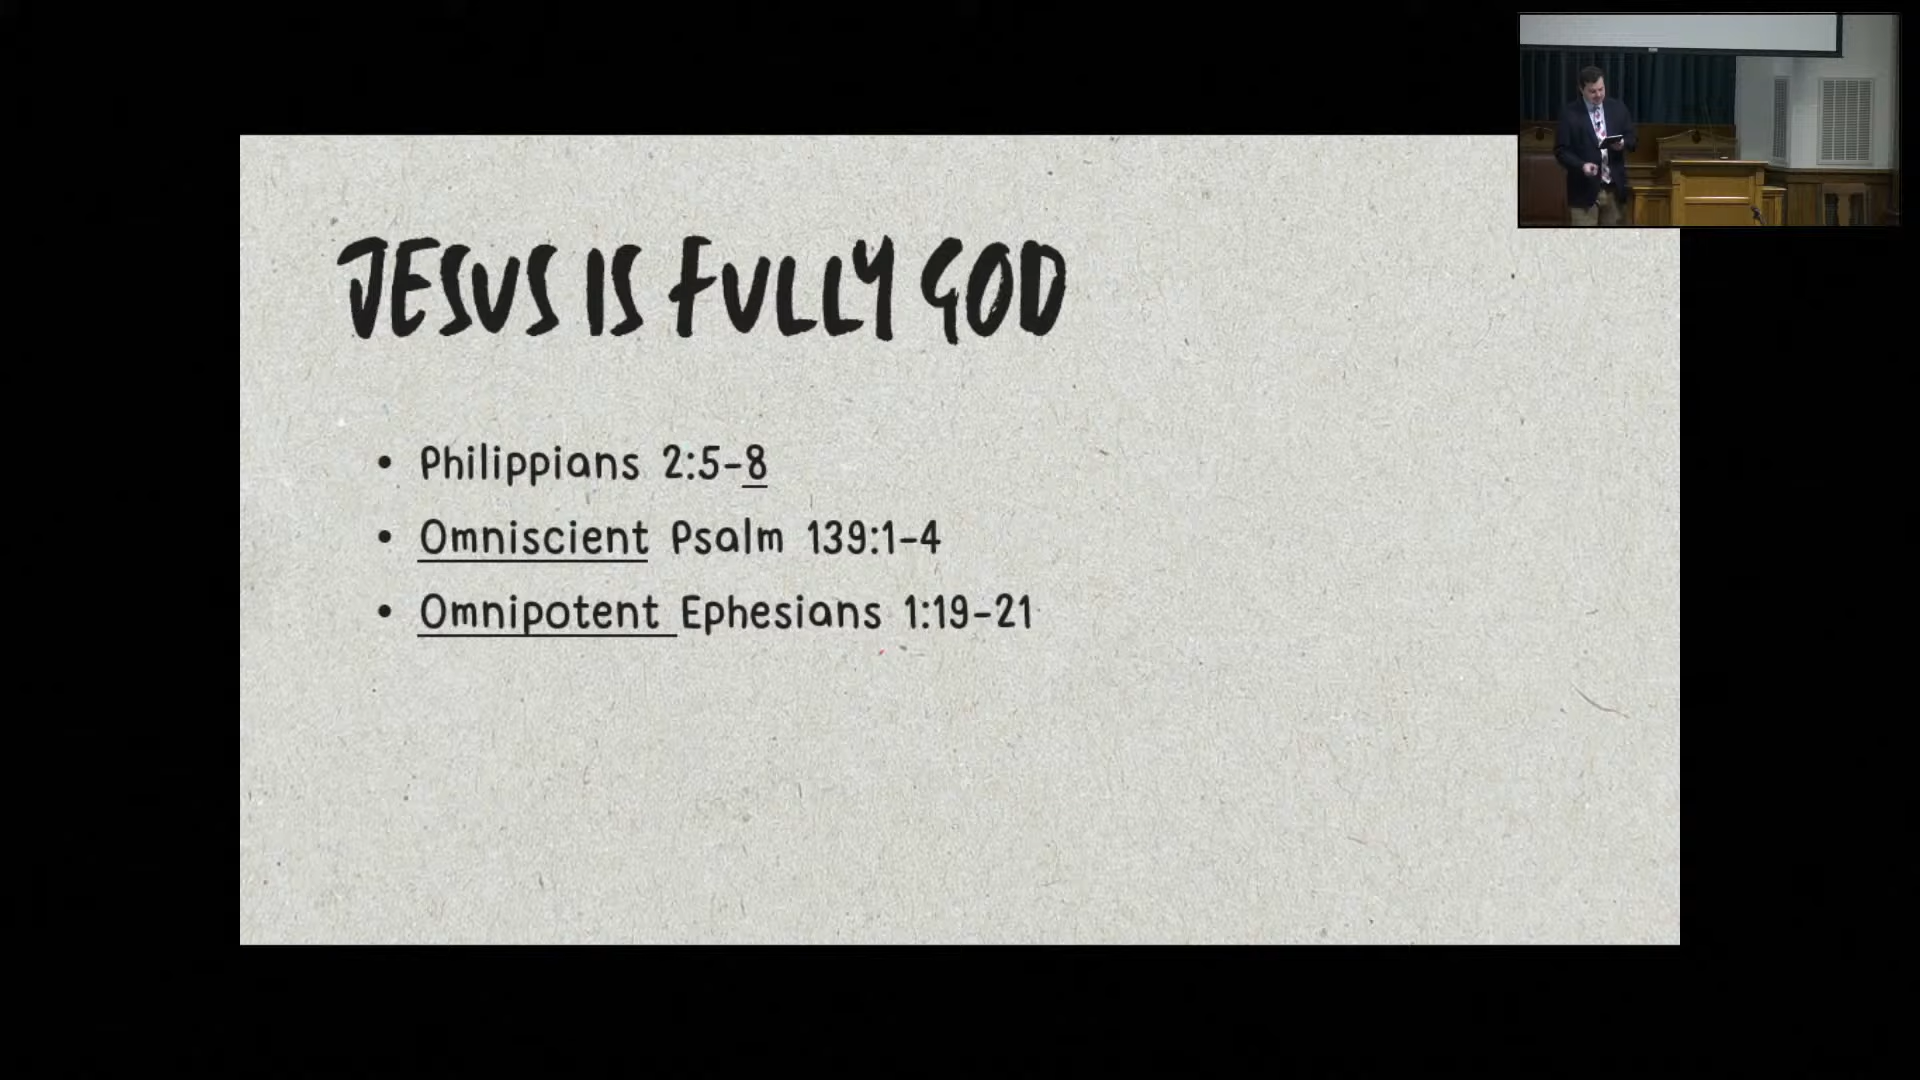 JESUS IS FULLY GOD
• Philippians 2:5-8
• Omniscient Psalm 139:1-4
• Omnipotent Ephesians 1:19-21